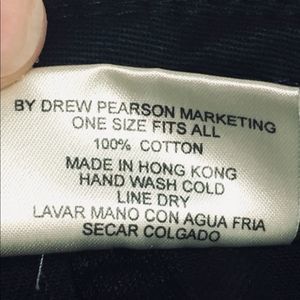 BY DREW PEARSON MARKETING
ONE SIZE FITS ALL
100% COTTON
MADE IN HONG KONG
HAND WASH COLD
LINE DRY
LAVAR MANO CON AGUA FRIA
SECAR COLGADO